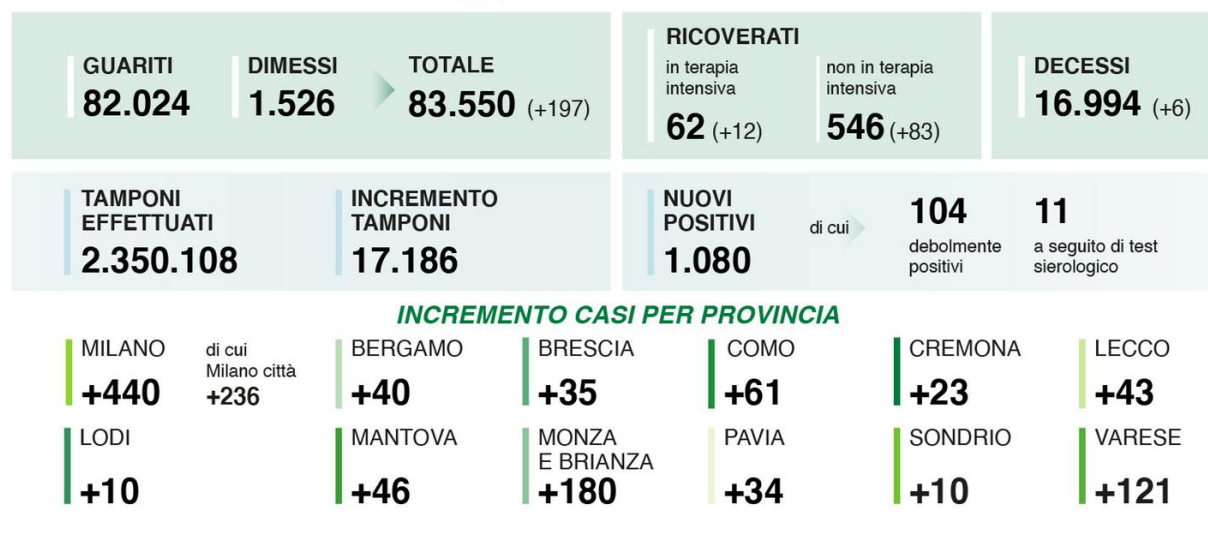 GUARITI
82.024
DIMESSI
1.526
TOTALE
83.550 (+197)
RICOVERATI
in terapia
intensiva
62 (+12)
non in terapia
intensiva
546 (+83)
DECESSI
16.994 (+6)
TAMPONI
EFFETTUATI
2.350.108
INCREMENTO
TAMPONI
17.186
NUOVI
POSITIVI
1.080
di cui
104
debolmente
positivi
11
a seguito di test
sierologico
INCREMENTO CASI PER PROVINCIA
MILANO
+440
di cui
Milano città
+236
BERGAMO
+40
BRESCIA
+35
COMO
+61
CREMONA
+23
LECCO
+43
LODI
+10
MANTOVA
+46
MONZA
E BRIANZA
+180
PAVIA
+34
SONDRIO
+10
VARESE
+121